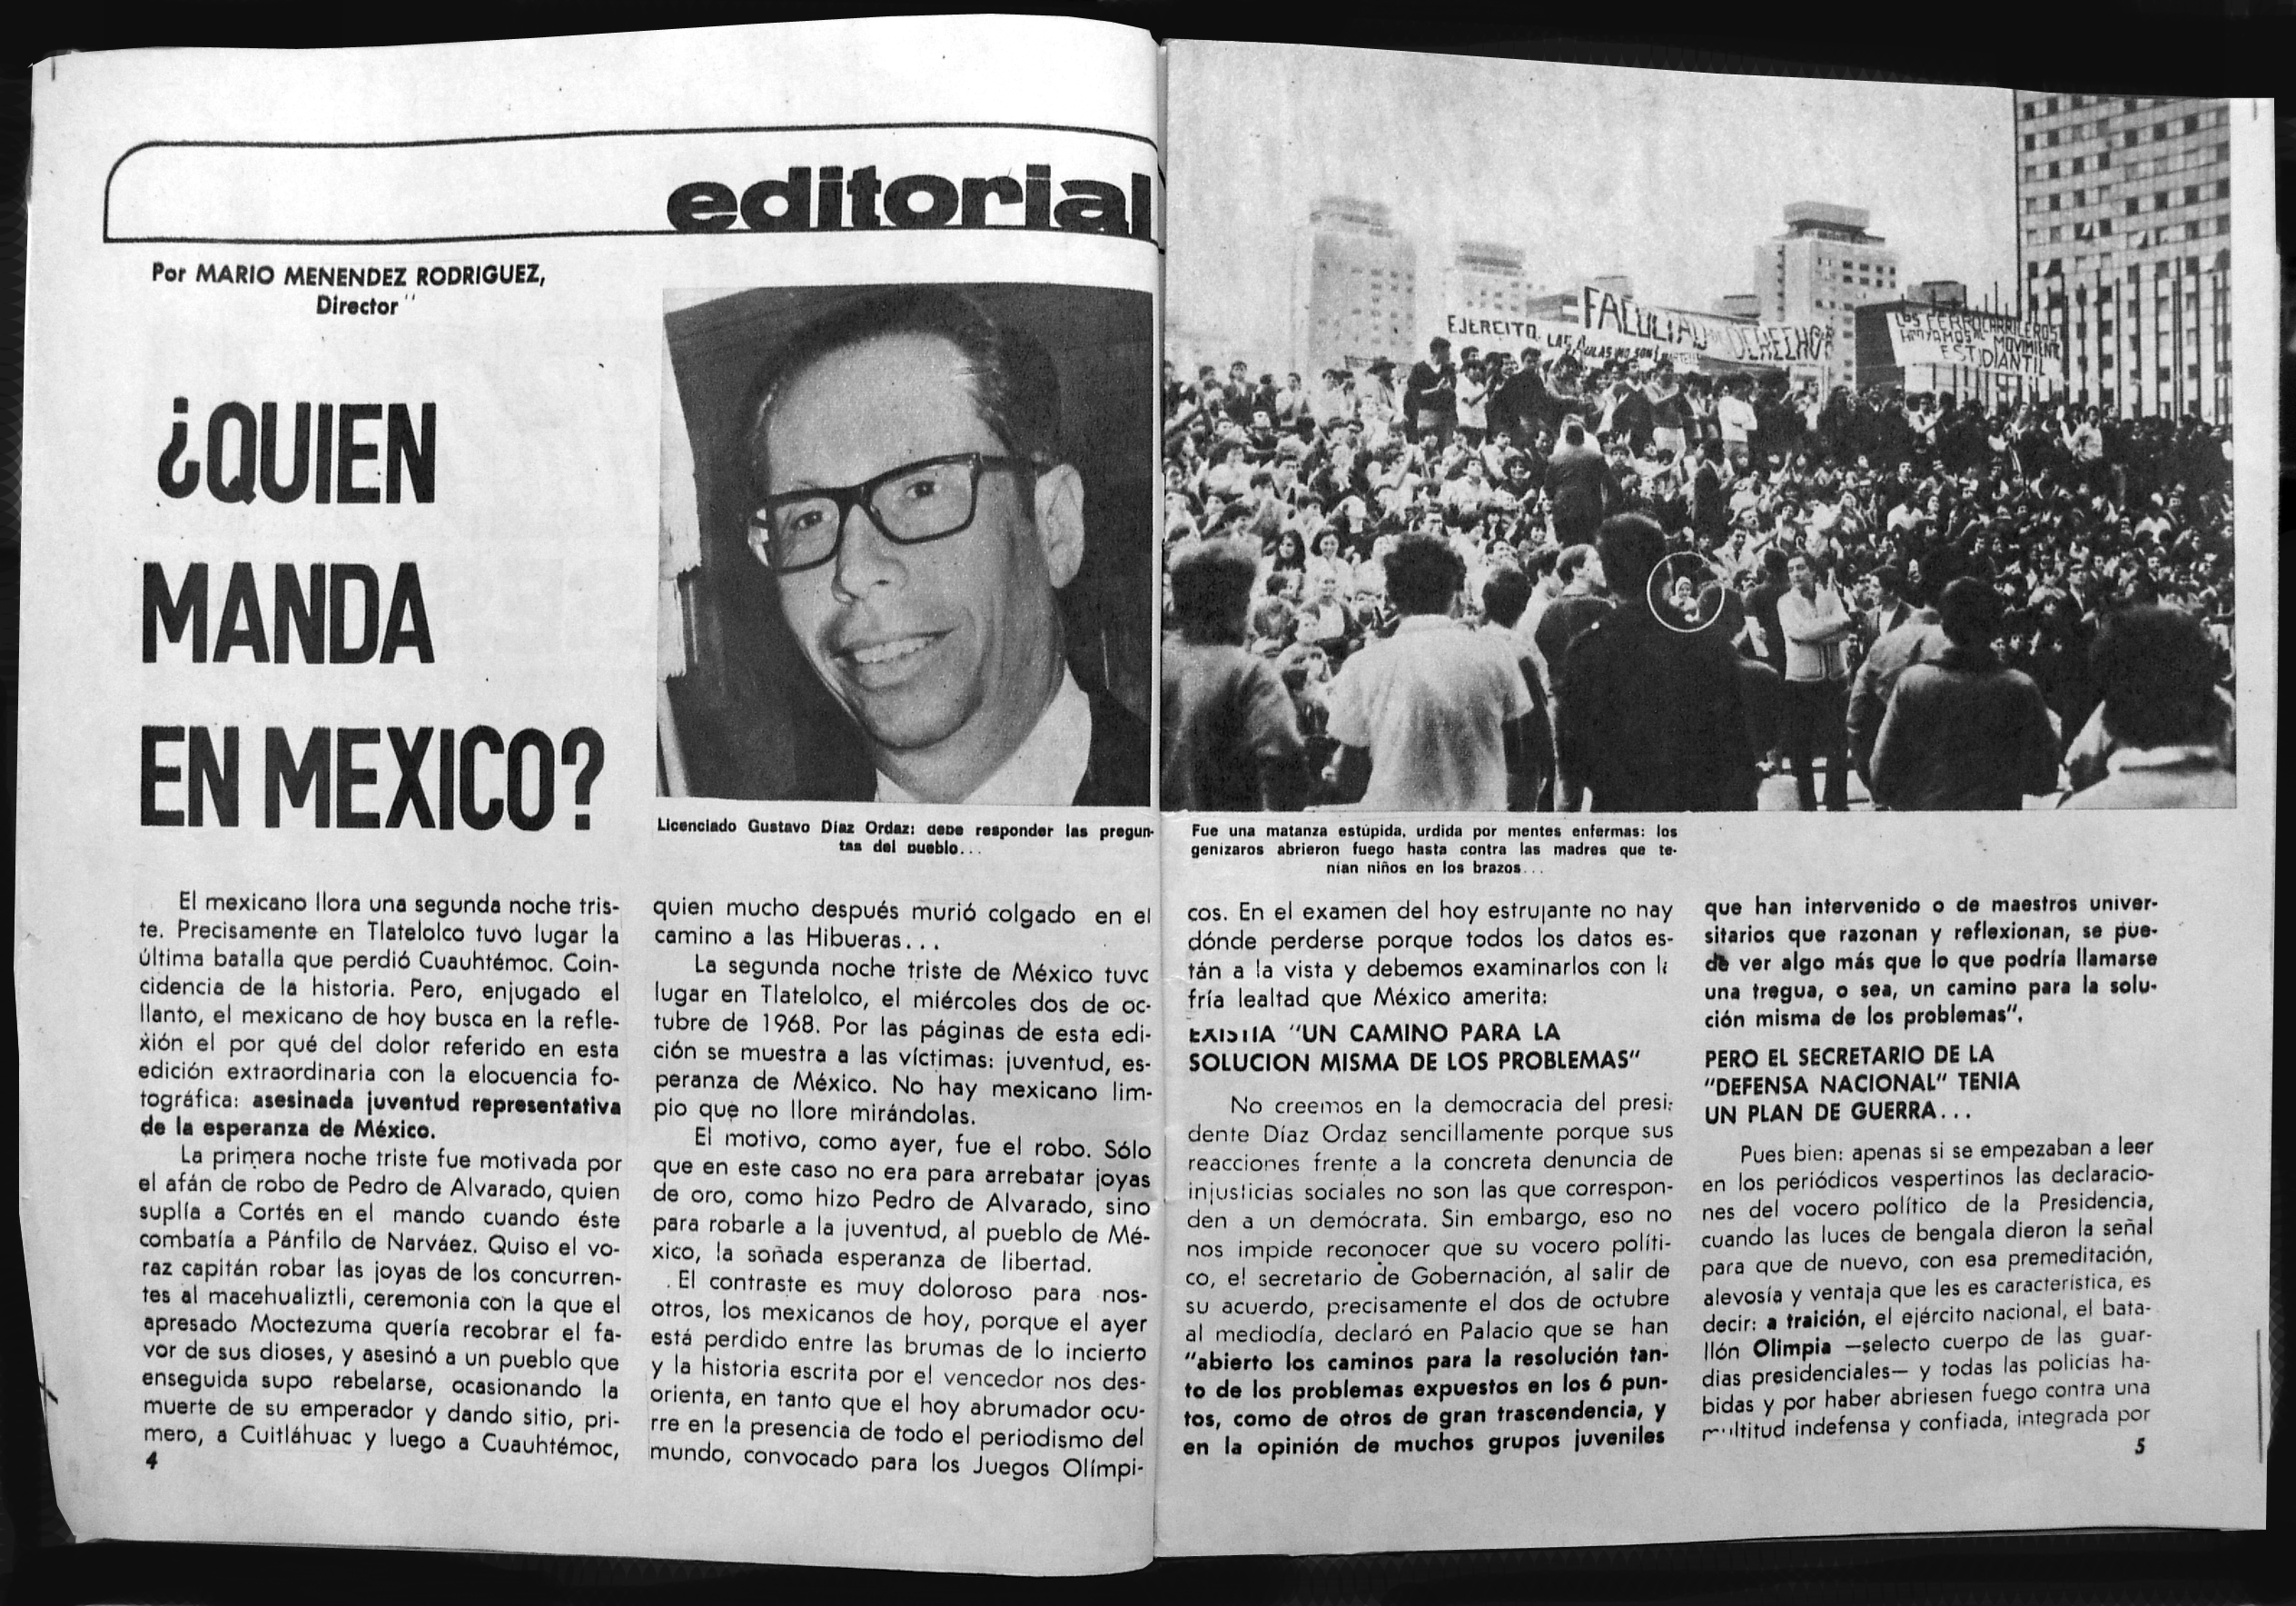 editorial
Por MARIO MENENDEZ RODRIGUEZ,
Director
¿QUIEN
MANDA
EN MEXICO?
Licenciado Gustavo Díaz Ordaz: debe responder las pregun-
tas del pueblo...
El mexicano llora una segunda noche tris-
te. Precisamente en Tlatelolco tuvo lugar la
última batalla que perdió Cuauhtémoc. Coin-
cidencia de la historia. Pero, enjugado el
llanto, el mexicano de hoy busca en la refle-
xión el por qué del dolor referido en esta
edición extraordinaria con la elocuencia fo-
tográfica: asesinada juventud representativa
de la esperanza de México.
La primera noche triste fue motivada por
el afán de robo de Pedro de Alvarado, quien
suplía a Cortés en el mando cuando éste
combatía a Pánfilo de Narváez. Quiso el vo-
raz capitán robar las joyas de los concurren-
tes al macehualiztli, ceremonia con la que el
apresado Moctezuma quería recobrar el fa-
vor de sus dioses, y asesinó a un pueblo que
enseguida supo rebelarse, ocasionando la
muerte de su emperador y dando sitio, pri-
mero, a Cuitláhuac y luego a Cuauhtémoc,
4
quien mucho después murió colgado en el
camino a las Hibueras...
La segunda noche triste de México tuvo
lugar en Tlatelolco, el miércoles dos de oc-
tubre de 1968. Por las páginas de esta edi-
ción se muestra a las víctimas: juventud, es-
peranza de México. No hay mexicano lim-
pio que no llore mirándolas.
El motivo, como ayer, fue el robo. Sólo
que en este caso no era para arrebatar joyas
de oro, como hizo Pedro de Alvarado, sino
para robarle a la juventud, al pueblo de Mé-
xico, la soñada esperanza de libertad.
El contraste es muy doloroso para nos-
otros, los mexicanos de hoy, porque el ayer
está perdido entre las brumas de lo incierto
y la historia escrita por el vencedor nos des-
orienta, en tanto que el hoy abrumador ocu-
rre en la presencia de todo el periodismo del
mundo, convocado para los Juegos Olímpi-
EJERCITO, LAS AULAS NO SON
FACULTAD DE DERECHO
LOS FERROCARRILEROS
APOYAMOS AL MOVIMIENTO
ESTUDIANTIL
Fue una matanza estúpida, urdida por mentes enfermas: los
genízaros abrieron fuego hasta contra las madres que te-
nían niños en los brazos...
cos. En el examen del hoy estrujante no hay
dónde perderse porque todos los datos es-
tán a la vista y debemos examinarlos con la
fría lealtad que México amerita:
EXISTIA "UN CAMINO PARA LA
SOLUCION MISMA DE LOS PROBLEMAS"
No creemos en la democracia del presi-
dente Díaz Ordaz sencillamente porque sus
reacciones frente a la concreta denuncia de
injusticias sociales no son las que correspon-
den a un demócrata. Sin embargo, eso no
nos impide reconocer que su vocero políti-
co, el secretario de Gobernación, al salir de
su acuerdo, precisamente el dos de octubre
al mediodía, declaró en Palacio que se han
"abierto los caminos para la resolución tan-
to de los problemas expuestos en los 6 pun-
tos, como de otros de gran trascendencia, y
en la opinión de muchos grupos juveniles
que han intervenido o de maestros univer-
sitarios que razonan y reflexionan, se pue-
de ver algo más que lo que podría llamarse
una tregua, o sea, un camino para la solu-
ción misma de los problemas".
PERO EL SECRETARIO DE LA
"DEFENSA NACIONAL" TENIA
UN PLAN DE GUERRA...
Pues bien: apenas si se empezaban a leer
en los periódicos vespertinos las declaracio-
nes del vocero político de la Presidencia,
cuando las luces de bengala dieron la señal
para que de nuevo, con esa premeditación,
alevosía y ventaja que les es característica, es
decir: a traición, el ejército nacional, el bata-
llón Olimpia —selecto cuerpo de las guar-
dias presidenciales— y todas las policías ha-
bidas y por haber abriesen fuego contra una
multitud indefensa y confiada, integrada por
5